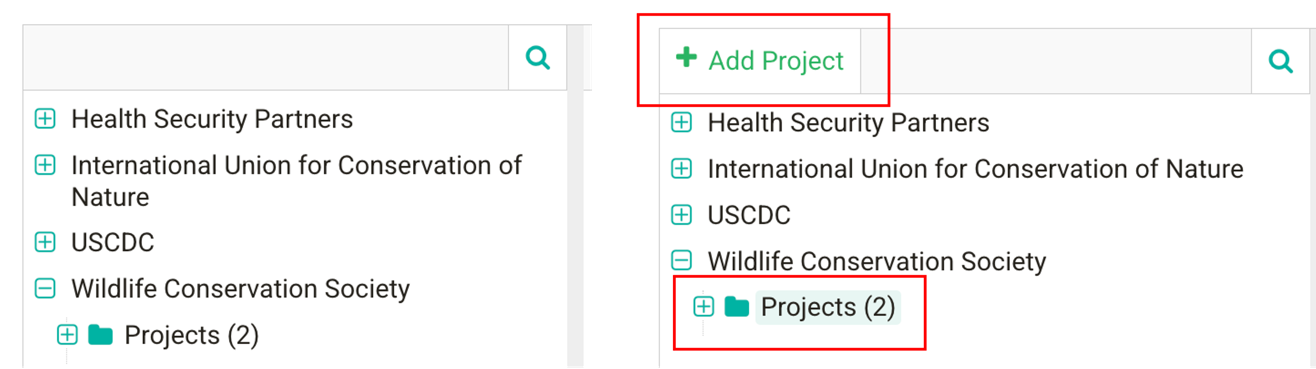 Health Security Partners
International Union for Conservation of
Nature
USCDC
Wildlife Conservation Society
Projects (2)
Add Project
Health Security Partners
International Union for Conservation of Nature
USCDC
Wildlife Conservation Society
Projects (2)